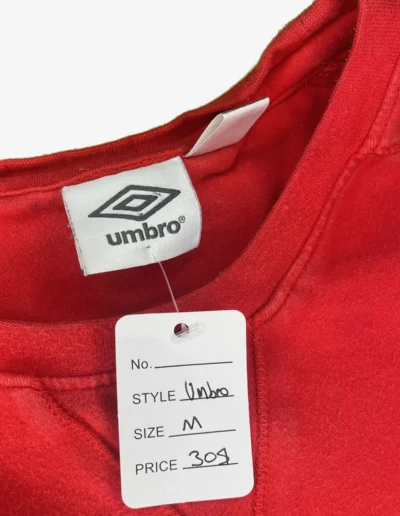 umbro®
No.
STYLE Umbro
SIZE M
PRICE 30$